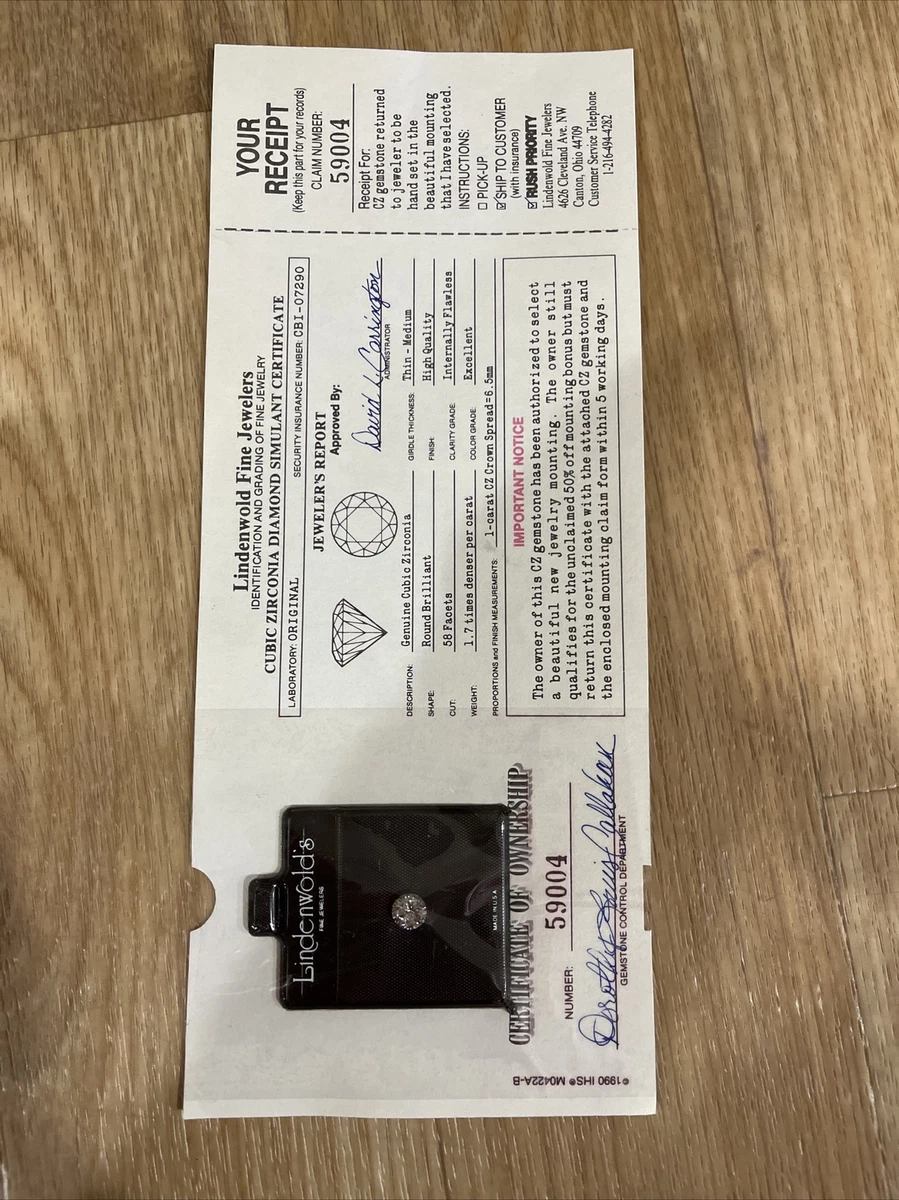 Lindenwold's
FINE JEWELERS
MADE IN U.S.A.
CERTIFICATE OF OWNERSHIP
NUMBER: 59004
GEMSTONE CONTROL DEPARTMENT
©1990 IHS® M0422A-B
Lindenwold Fine Jewelers
IDENTIFICATION AND GRADING OF FINE JEWELRY
CUBIC ZIRCONIA DIAMOND SIMULANT CERTIFICATE
LABORATORY: ORIGINAL SECURITY INSURANCE NUMBER: CBI-07290
JEWELER'S REPORT
Approved By:
David L. Carrington
ADMINISTRATOR
DESCRIPTION: Genuine Cubic Zirconia GIRDLE THICKNESS: Thin - Medium
SHAPE: Round Brilliant FINISH: High Quality
CUT: 58 Facets CLARITY GRADE: Internally Flawless
WEIGHT: 1.7 times denser per carat COLOR GRADE: Excellent
PROPORTIONS and FINISH MEASUREMENTS: 1-carat CZ Crown Spread=6.5mm
IMPORTANT NOTICE
The owner of this CZ gemstone has been authorized to select
a beautiful new jewelry mounting. The owner still
qualifies for the unclaimed 50% off mounting bonus but must
return this certificate with the attached CZ gemstone and
the enclosed mounting claim form within 5 working days.
YOUR
RECEIPT
(Keep this part for your records)
CLAIM NUMBER:
59004
Receipt For:
CZ gemstone returned
to jeweler to be
hand set in the
beautiful mounting
that I have selected.
INSTRUCTIONS:
☐ PICK-UP
☑ SHIP TO CUSTOMER
(with insurance)
☑ RUSH PRIORITY
Lindenwold Fine Jewelers
4626 Cleveland Ave. NW
Canton, Ohio 44709
Customer Service Telephone
1-216-494-4282